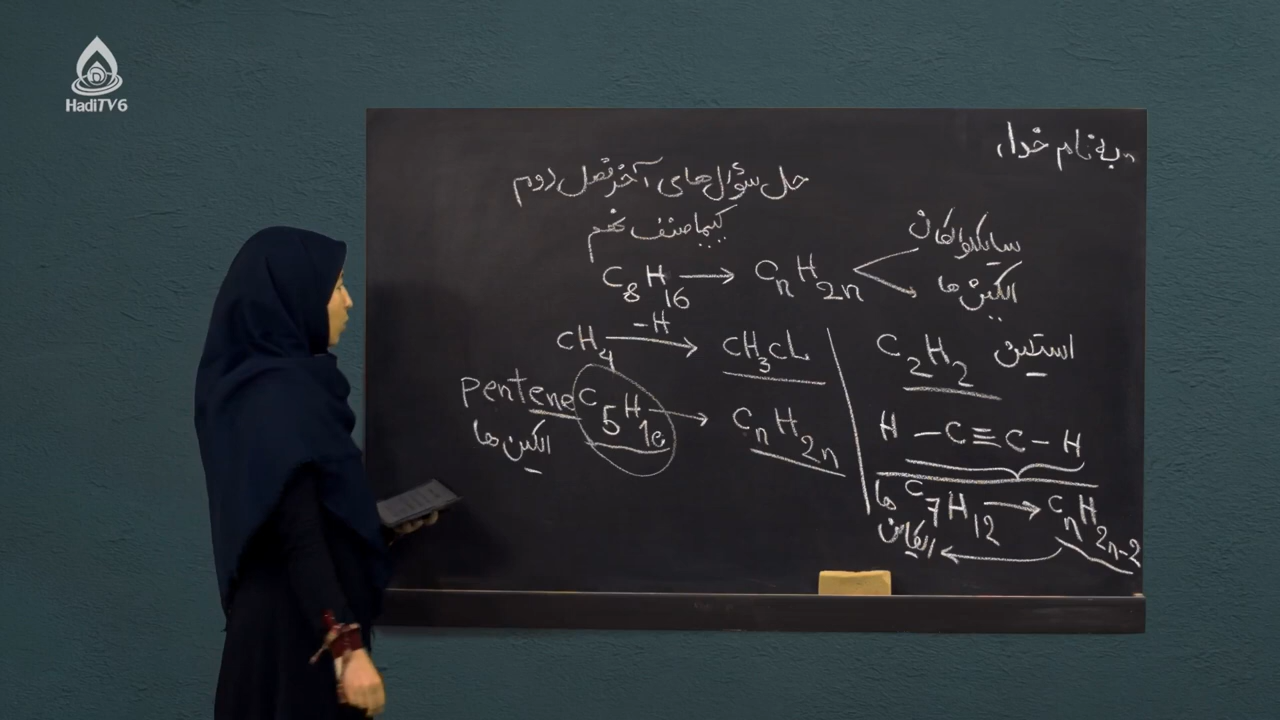 HadiTV6
به نام خدا
حل سؤال های آخر فصل دوم
کیمیا صنف نهم
C8H16 → CnH2n
سایکلوالکان
الکین ها
CH4 -H → CH3CL
pentene C5H10 → CnH2n
الکین ها
C2H2 استلین
H – C ≡ C – H
C7H12 → CnH2n-2
الکاین ها